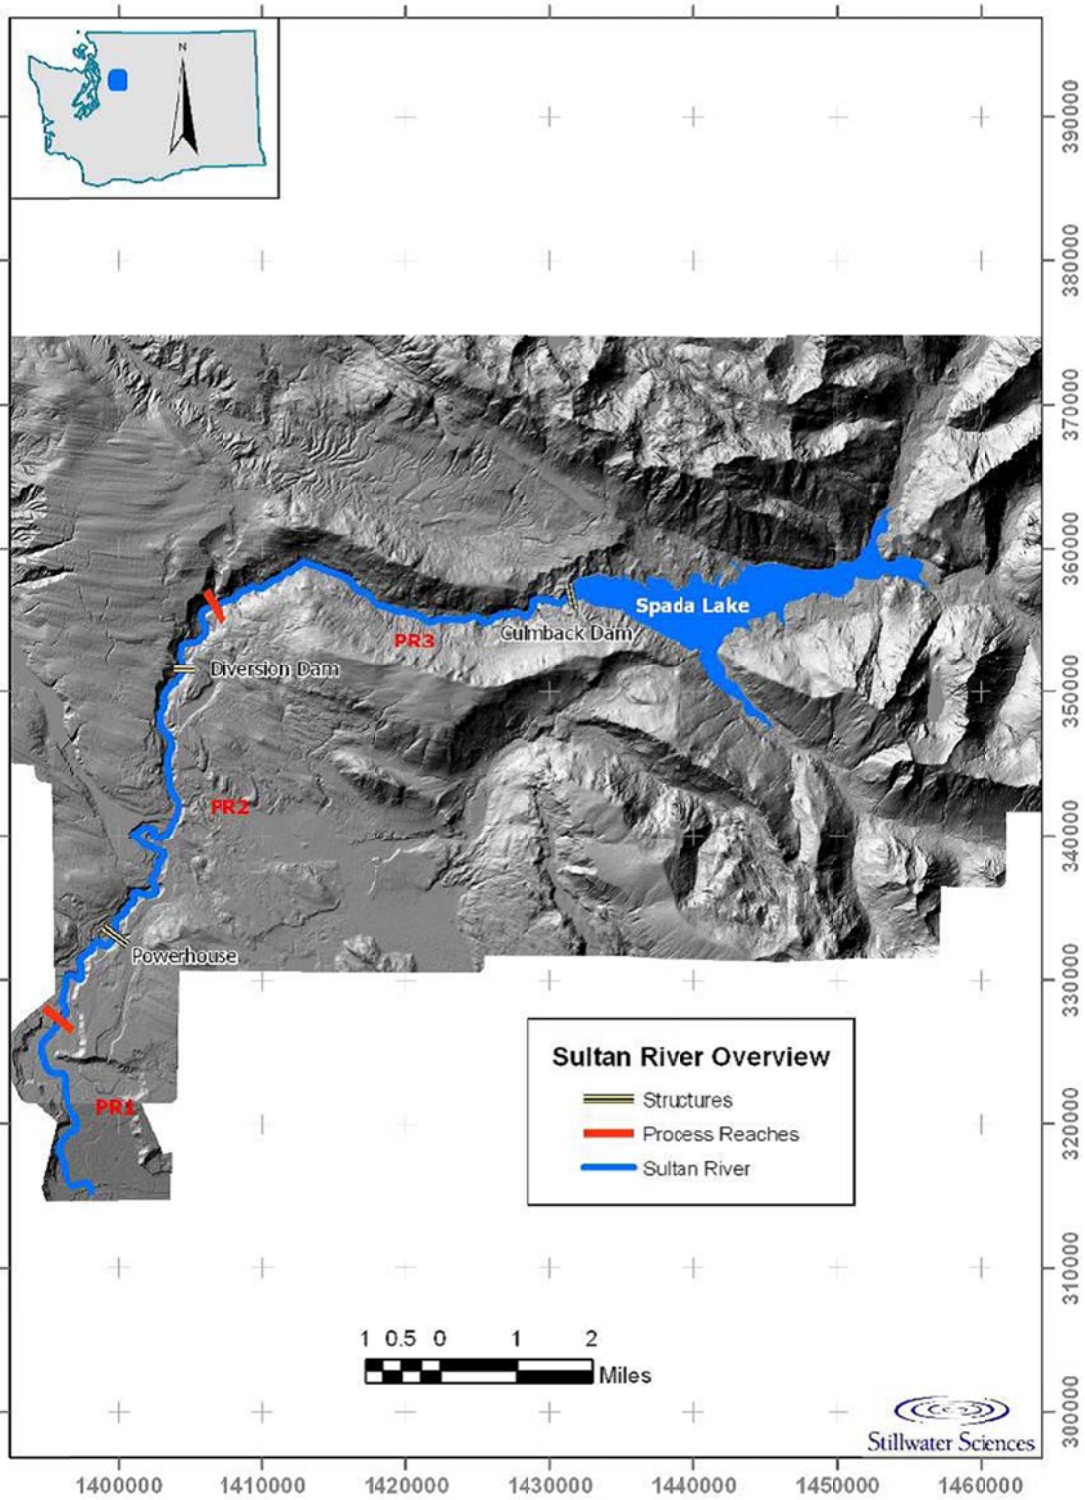 N
390000
380000
370000
360000
350000
340000
330000
320000
310000
300000
Spada Lake
Culmback Dam
PR3
Diversion Dam
PR2
Powerhouse
PR1
Sultan River Overview
Structures
Process Reaches
Sultan River
1 0.5 0 1 2
Miles
Stillwater Sciences
1400000 1410000 1420000 1430000 1440000 1450000 1460000